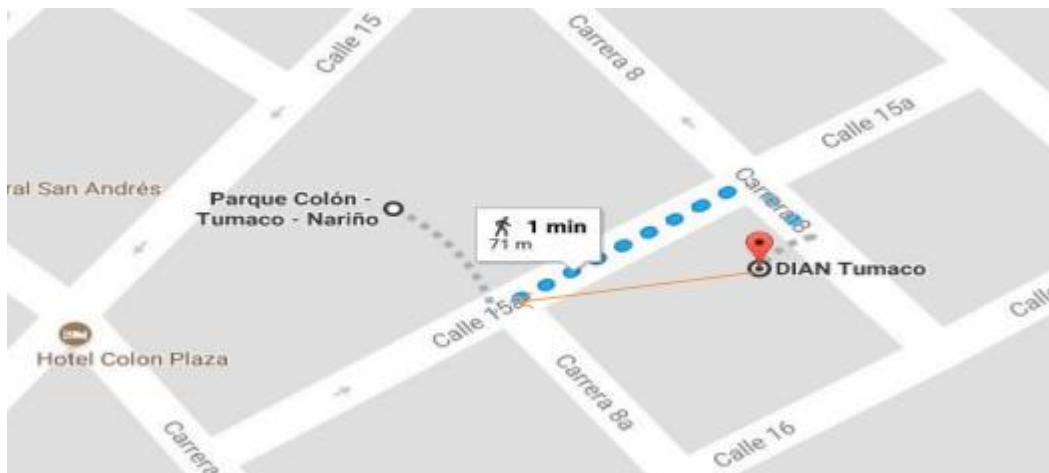 Calle 15
Carrera 8
Calle 15a
ral San Andrés
Parque Colón -
Tumaco - Nariño
1 min
71 m
Carrera 8
DIAN Tumaco
Calle 15a
Hotel Colon Plaza
Carrera 8a
Carrera
Calle 16